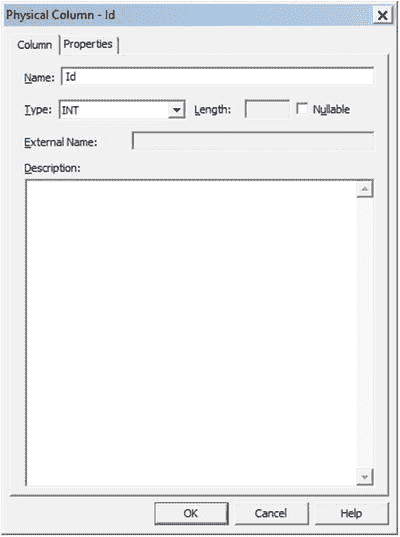 Physical Column - Id
Column Properties
Name: Id
Type: INT Length: Nullable
External Name:
Description:
OK Cancel Help